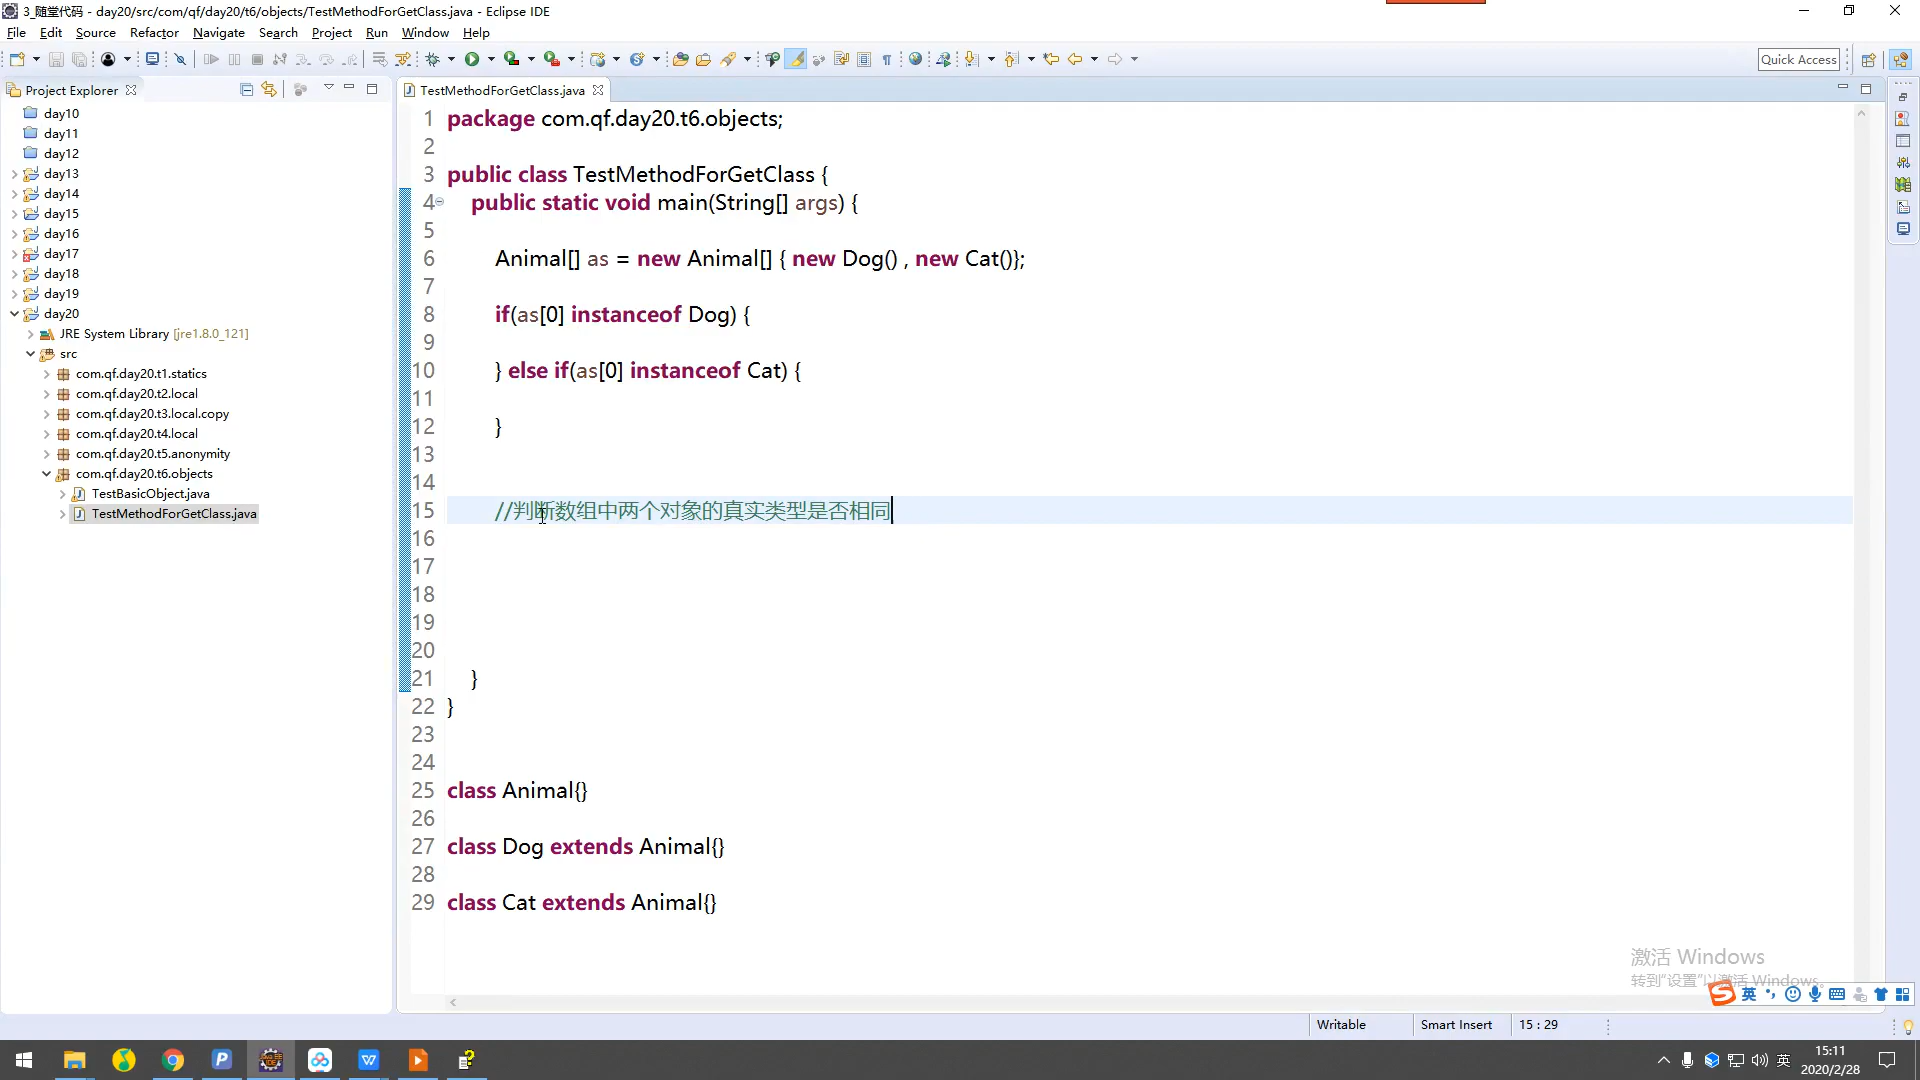 3_随堂代码 - day20/src/com/qf/day20/t6/objects/TestMethodForGetClass.java - Eclipse IDE
File Edit Source Refactor Navigate Search Project Run Window Help
Quick Access
Project Explorer
TestMethodForGetClass.java
day10
day11
day12
day13
day14
day15
day16
day17
day18
day19
day20
JRE System Library [jre1.8.0_121]
src
com.qf.day20.t1.statics
com.qf.day20.t2.local
com.qf.day20.t3.local.copy
com.qf.day20.t4.local
com.qf.day20.t5.anonymity
com.qf.day20.t6.objects
TestBasicObject.java
TestMethodForGetClass.java
1 package com.qf.day20.t6.objects;
2
3 public class TestMethodForGetClass {
4 public static void main(String[] args) {
5
6 Animal[] as = new Animal[] { new Dog() , new Cat()};
7
8 if(as[0] instanceof Dog) {
9
10 } else if(as[0] instanceof Cat) {
11
12 }
13
14
15 //判断数组中两个对象的真实类型是否相同
16
17
18
19
20
21 }
22 }
23
24
25 class Animal{}
26
27 class Dog extends Animal{}
28
29 class Cat extends Animal{}
激活 Windows
转到"设置"以激活 Windows。
英
Writable Smart Insert 15 : 29
英
15:11
2020/2/28